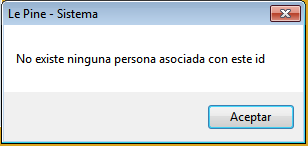 Le Pine - Sistema
No existe ninguna persona asociada con este id
Aceptar